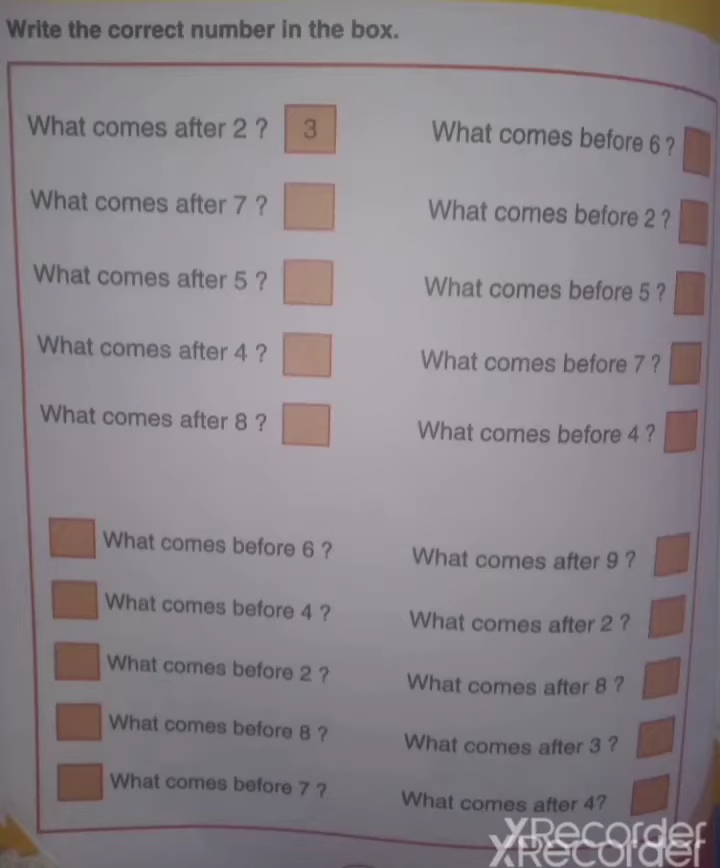 Write the correct number in the box.
What comes after 2 ? 3
What comes after 7 ?
What comes after 5 ?
What comes after 4 ?
What comes after 8 ?
What comes before 6 ?
What comes before 2 ?
What comes before 5 ?
What comes before 7 ?
What comes before 4 ?
What comes before 6 ?
What comes before 4 ?
What comes before 2 ?
What comes before 8 ?
What comes before 7 ?
What comes after 9 ?
What comes after 2 ?
What comes after 8 ?
What comes after 3 ?
What comes after 4?
XRecorder
XRecorder